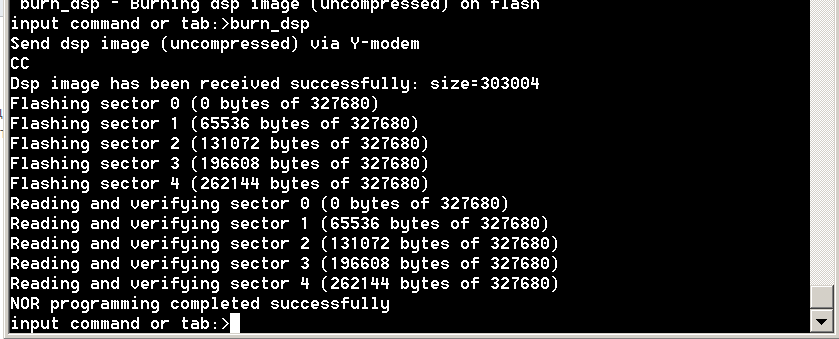 burn_dsp - Burning dsp image (uncompressed) on flash
input command or tab:>burn_dsp
Send dsp image (uncompressed) via Y-modem
CC
Dsp image has been received successfully: size=303004
Flashing sector 0 (0 bytes of 327680)
Flashing sector 1 (65536 bytes of 327680)
Flashing sector 2 (131072 bytes of 327680)
Flashing sector 3 (196608 bytes of 327680)
Flashing sector 4 (262144 bytes of 327680)
Reading and verifying sector 0 (0 bytes of 327680)
Reading and verifying sector 1 (65536 bytes of 327680)
Reading and verifying sector 2 (131072 bytes of 327680)
Reading and verifying sector 3 (196608 bytes of 327680)
Reading and verifying sector 4 (262144 bytes of 327680)
NOR programming completed successfully
input command or tab:>